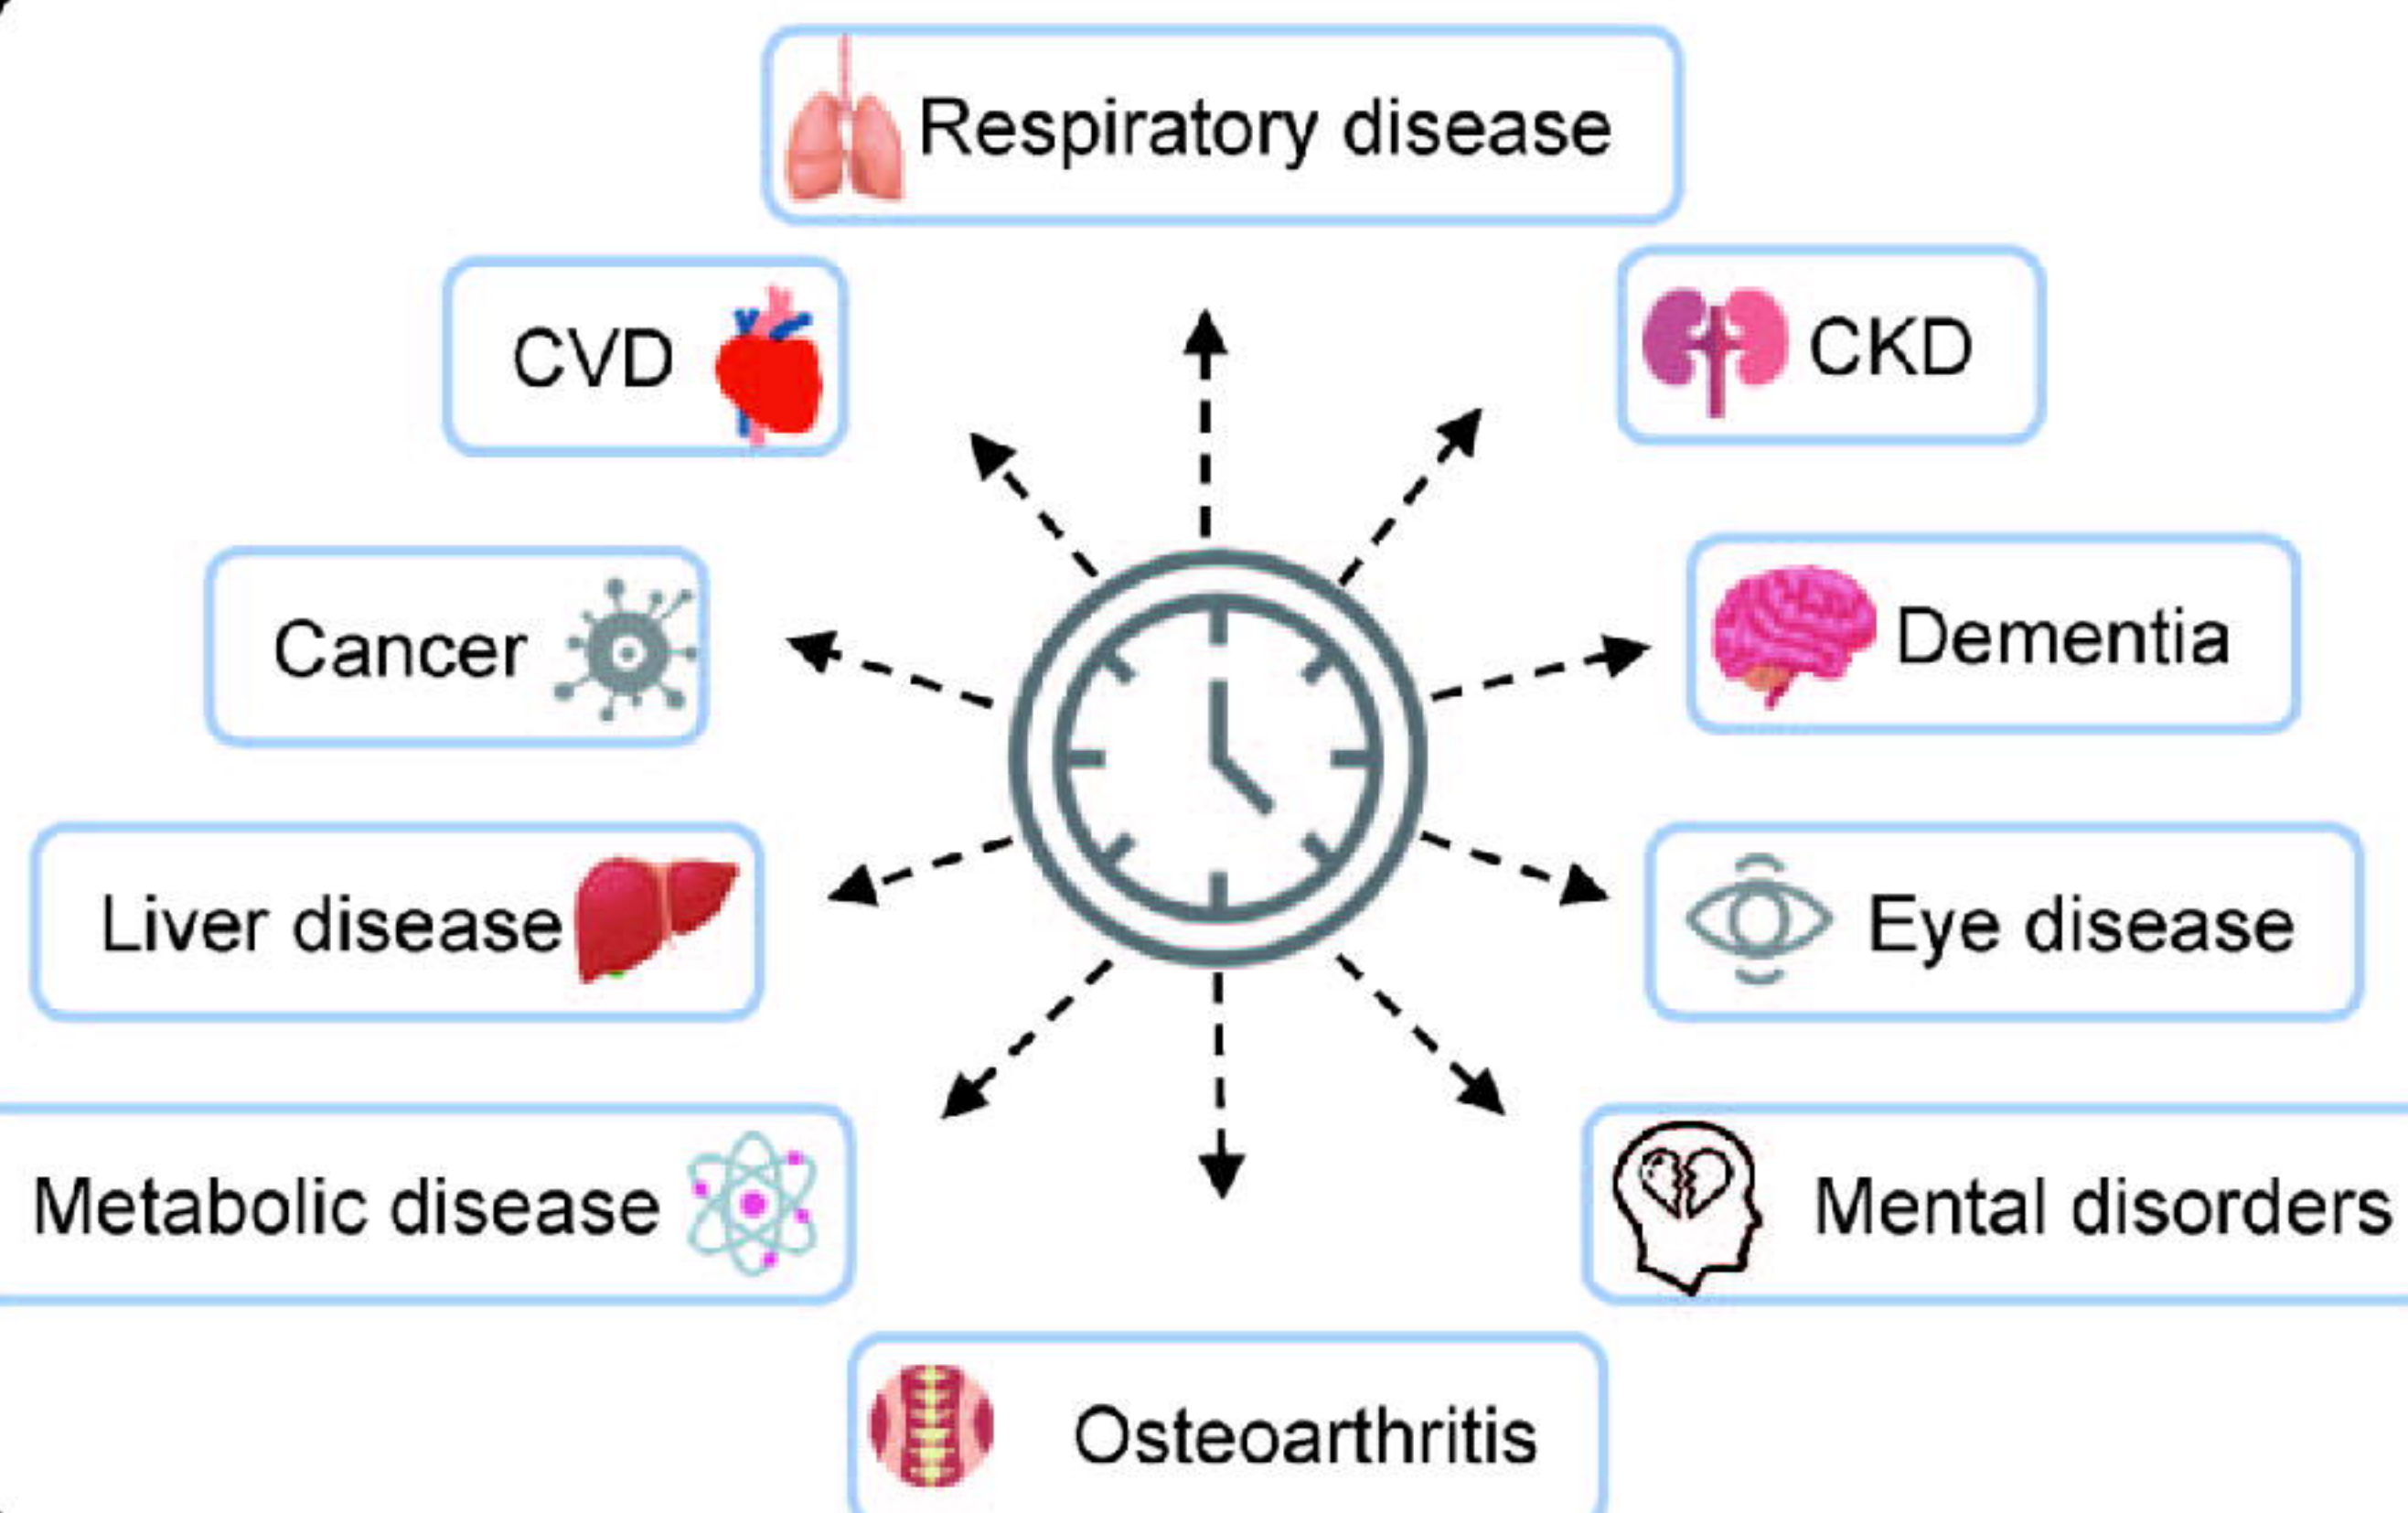 Respiratory disease
CVD
CKD
Cancer
Dementia
Liver disease
Eye disease
Metabolic disease
Mental disorders
Osteoarthritis